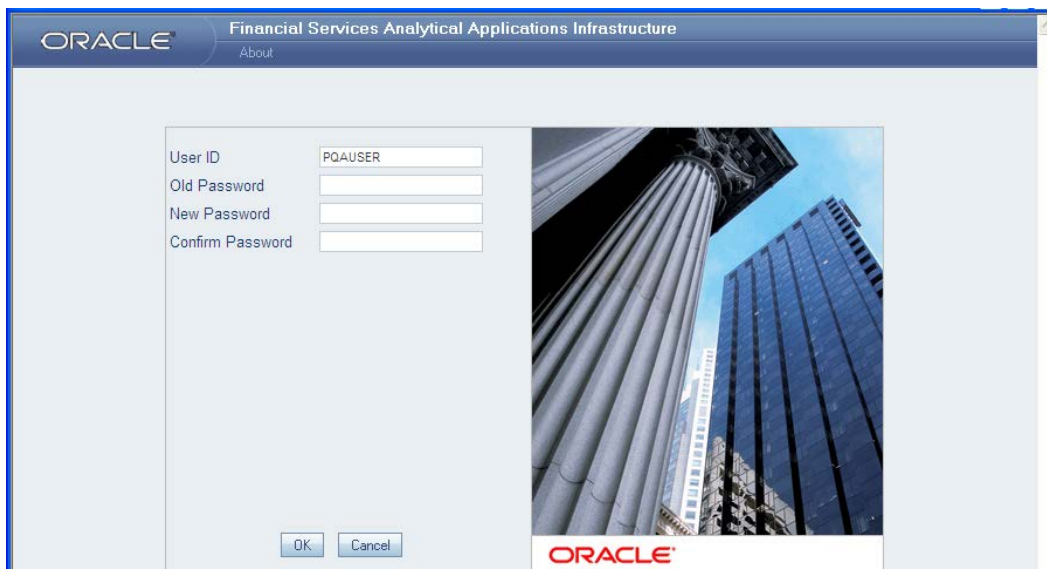 ORACLE
Financial Services Analytical Applications Infrastructure
About
User ID PQAUSER
Old Password
New Password
Confirm Password
OK Cancel
ORACLE